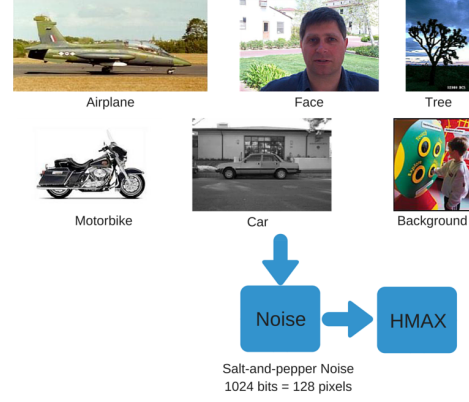 Airplane
Face
Tree
Motorbike
Car
Background
Noise
HMAX
Salt-and-pepper Noise
1024 bits = 128 pixels